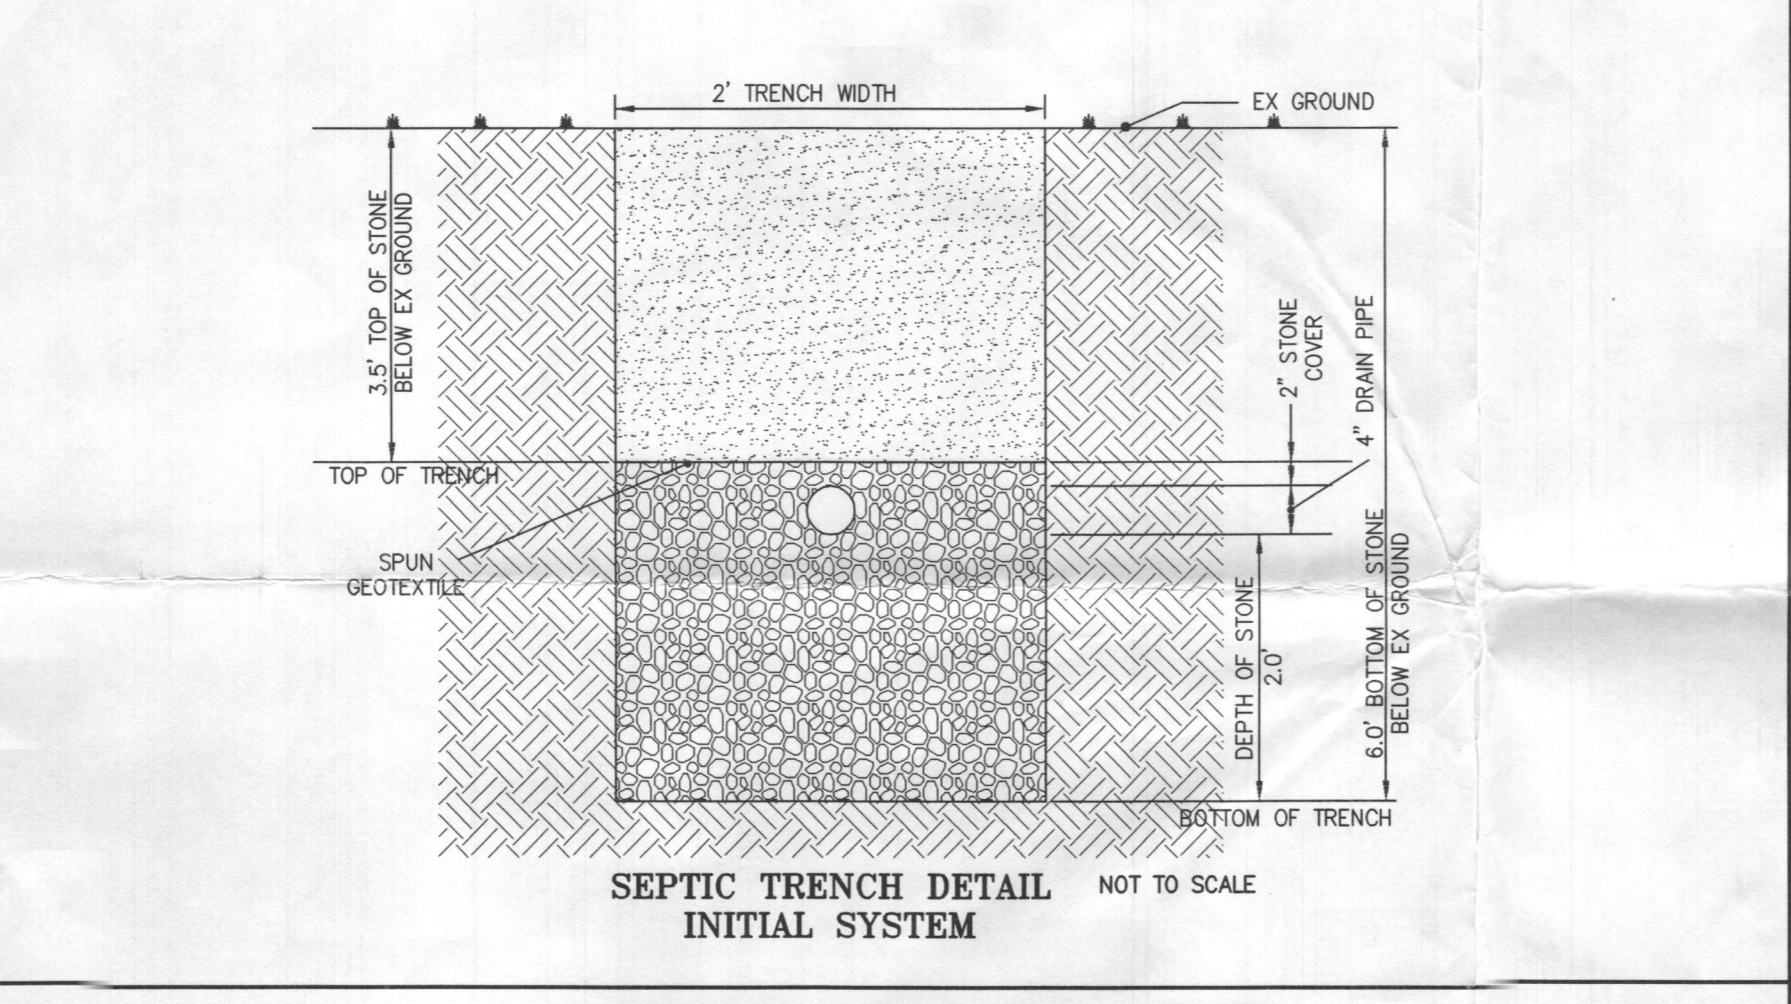 2' TRENCH WIDTH
EX GROUND
3.5' TOP OF STONE
BELOW EX GROUND
2" STONE
COVER
4" DRAIN PIPE
TOP OF TRENCH
SPUN
GEOTEXTILE
DEPTH OF STONE
2.0'
6.0' BOTTOM OF STONE
BELOW EX GROUND
BOTTOM OF TRENCH
SEPTIC TRENCH DETAIL
INITIAL SYSTEM
NOT TO SCALE